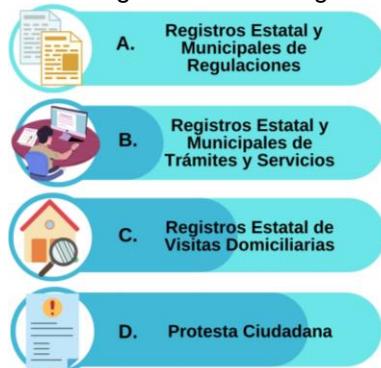 A. Registros Estatal y
Municipales de
Regulaciones
B. Registros Estatal y
Municipales de
Trámites y Servicios
C. Registros Estatal de
Visitas Domiciliarias
D. Protesta Ciudadana